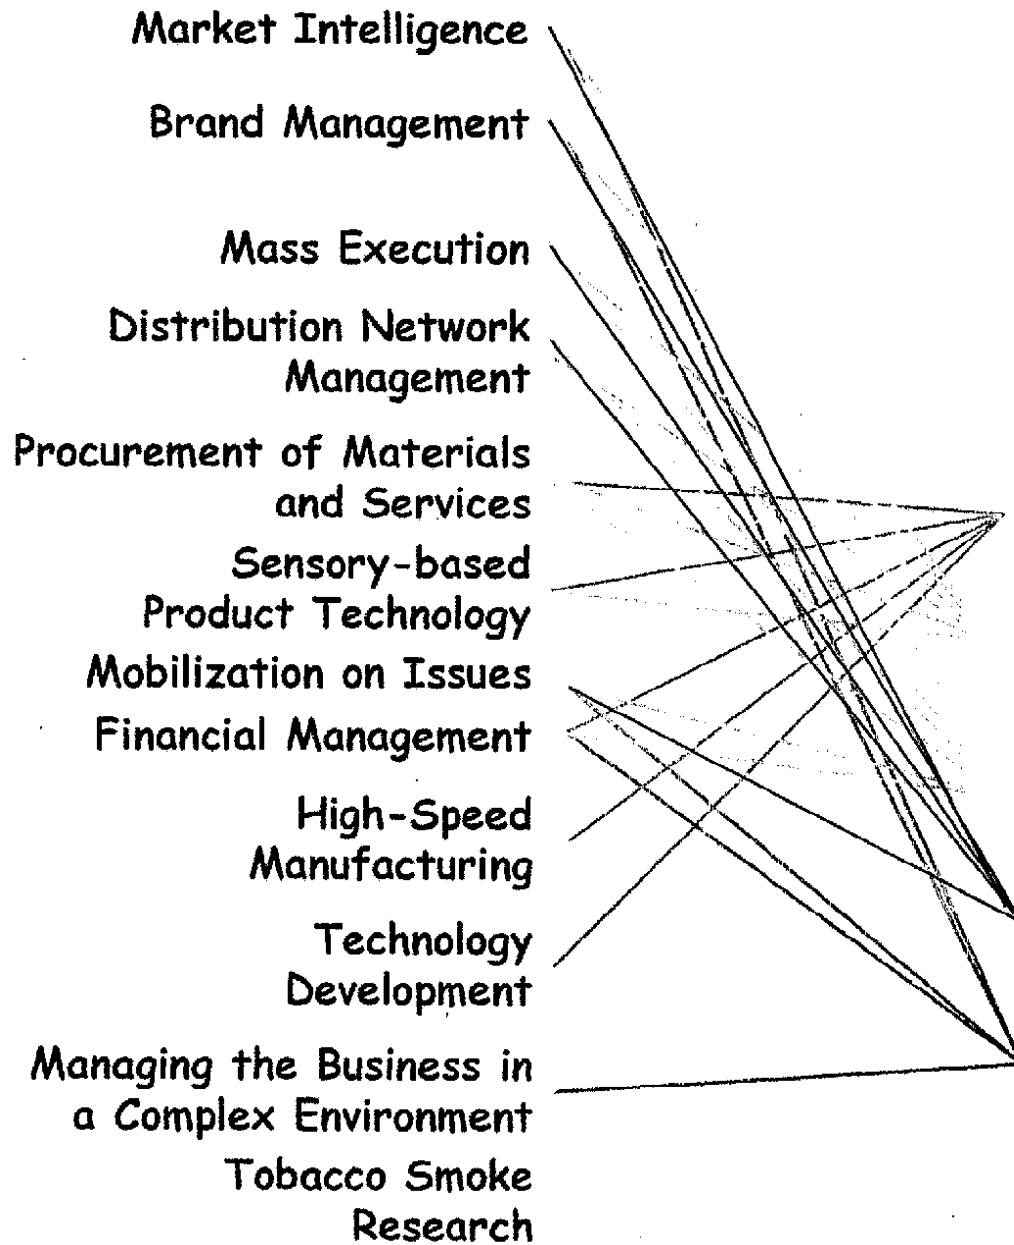 Market Intelligence
Brand Management
Mass Execution
Distribution Network
Management
Procurement of Materials
and Services
Sensory-based
Product Technology
Mobilization on Issues
Financial Management
High-Speed
Manufacturing
Technology
Development
Managing the Business in
a Complex Environment
Tobacco Smoke
Research